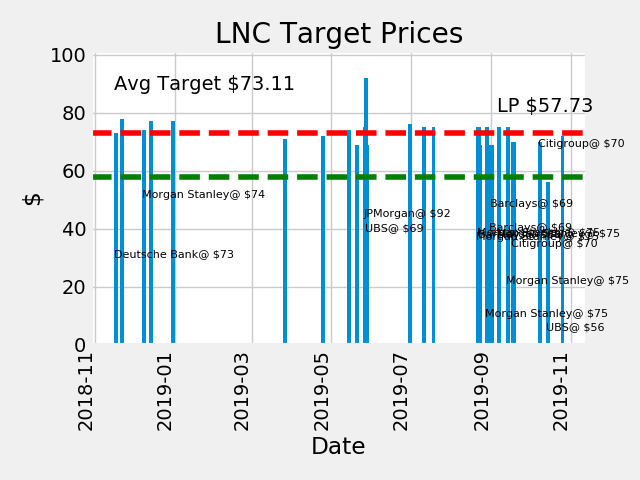 LNC Target Prices
100
Avg Target $73.11
LP $57.73
80
Citigroup@ $70
60
Morgan Stanley@ $74
Barclays@ $69
JPMorgan@ $92
$
40
UBS@ $69
Barclays@ $69
Citigroup@ $70
Deutsche Bank@ $73
20
Morgan Stanley@ $75
Morgan Stanley@ $75
UBS@ $56
0
2018-11
2019-01
2019-03
2019-05
2019-07
2019-09
2019-11
Date